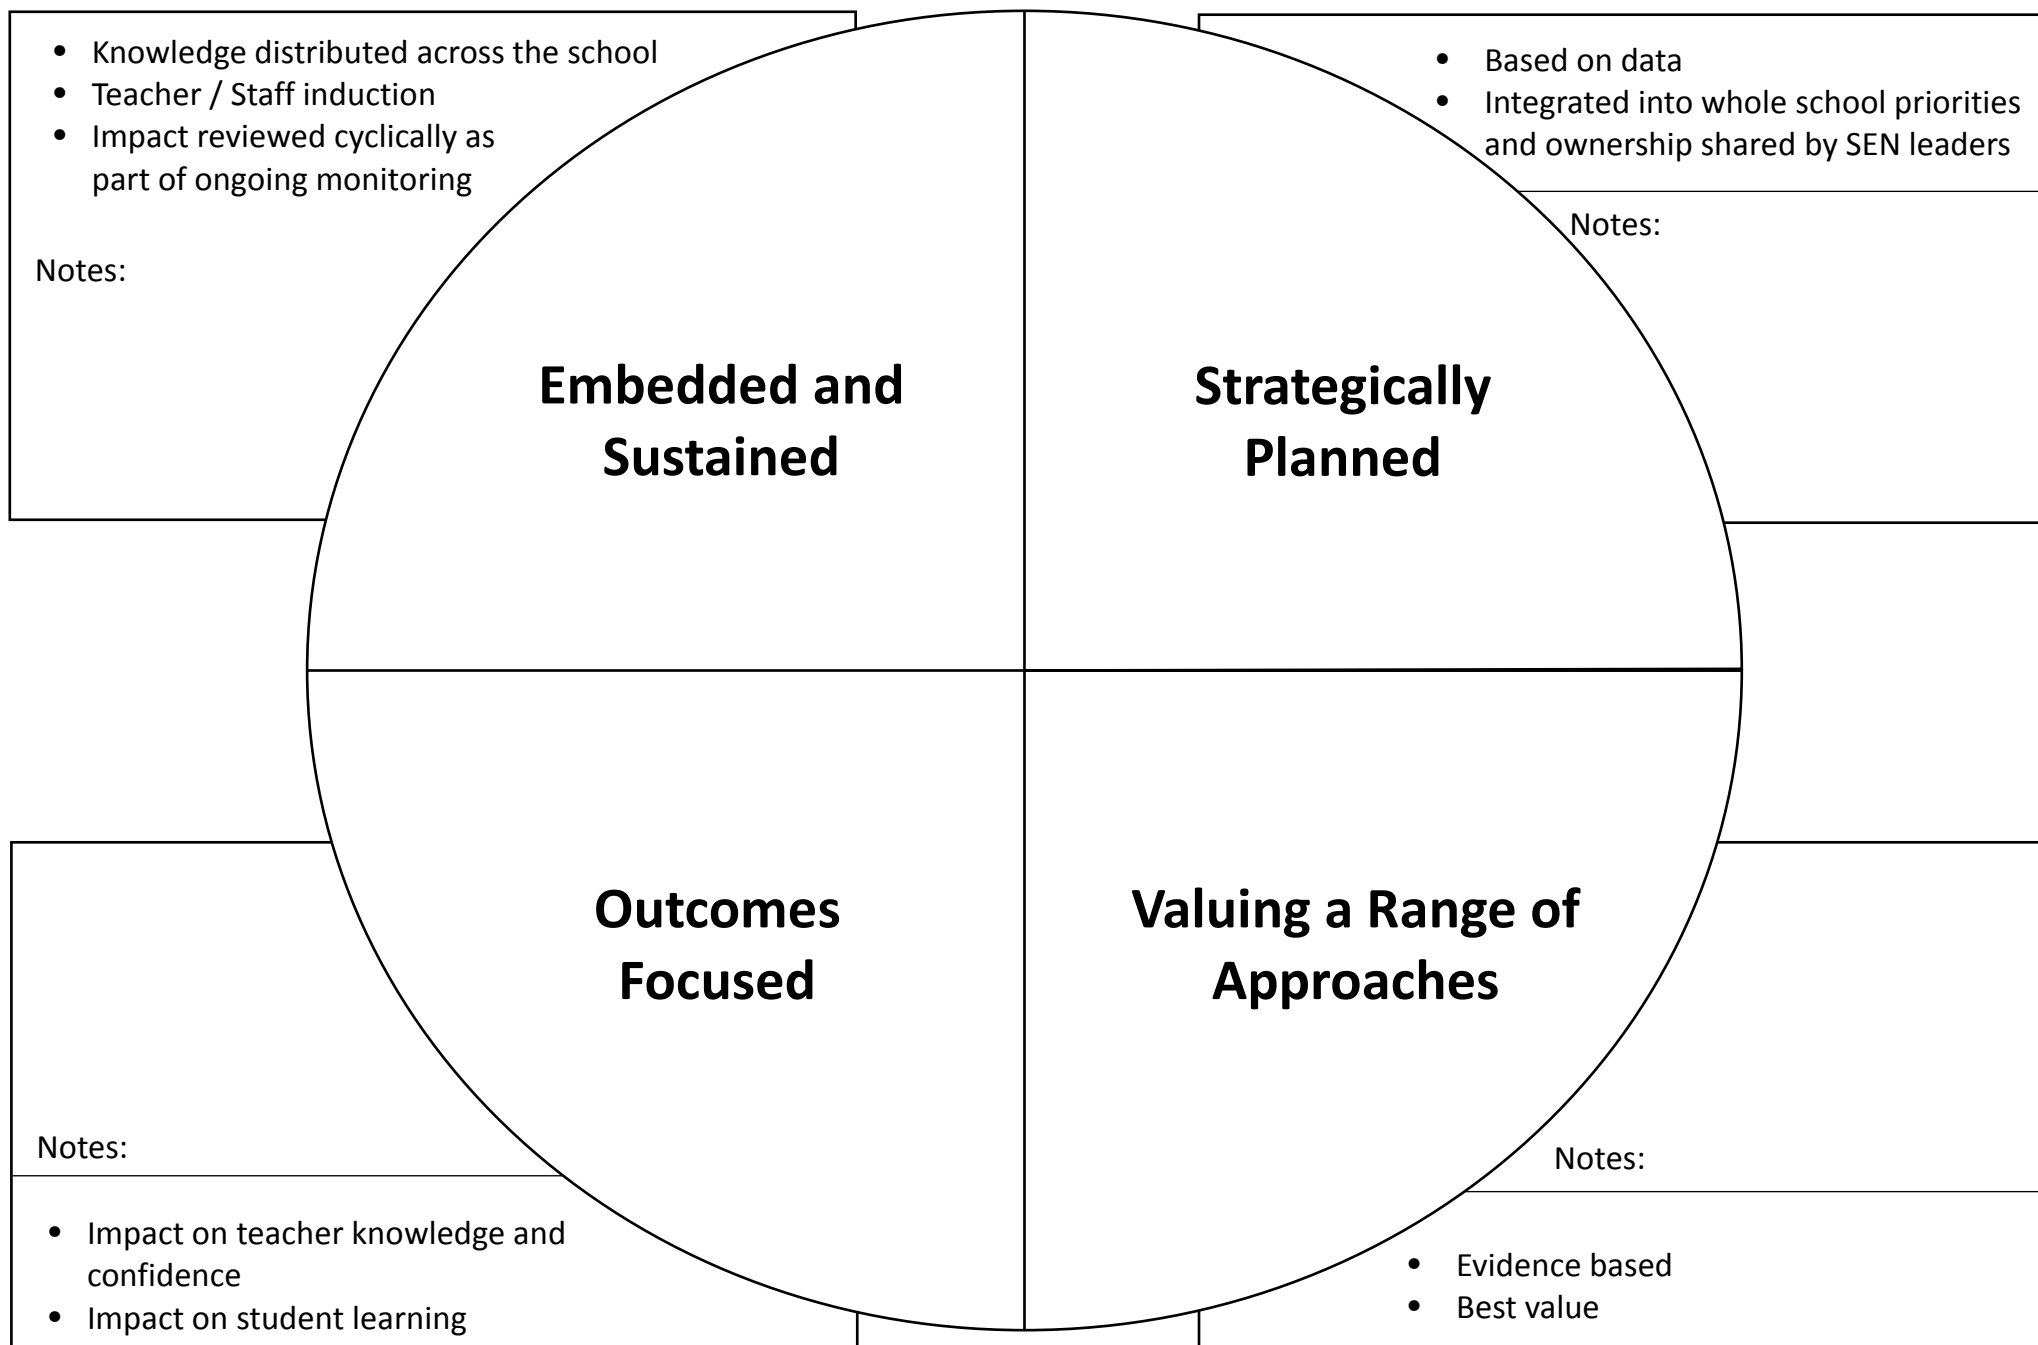 • Knowledge distributed across the school
• Teacher / Staff induction
• Impact reviewed cyclically as
part of ongoing monitoring
Notes:
• Based on data
• Integrated into whole school priorities
and ownership shared by SEN leaders
Notes:
Embedded and
Sustained
Strategically
Planned
Outcomes
Focused
Valuing a Range of
Approaches
Notes:
• Impact on teacher knowledge and
confidence
• Impact on student learning
Notes:
• Evidence based
• Best value